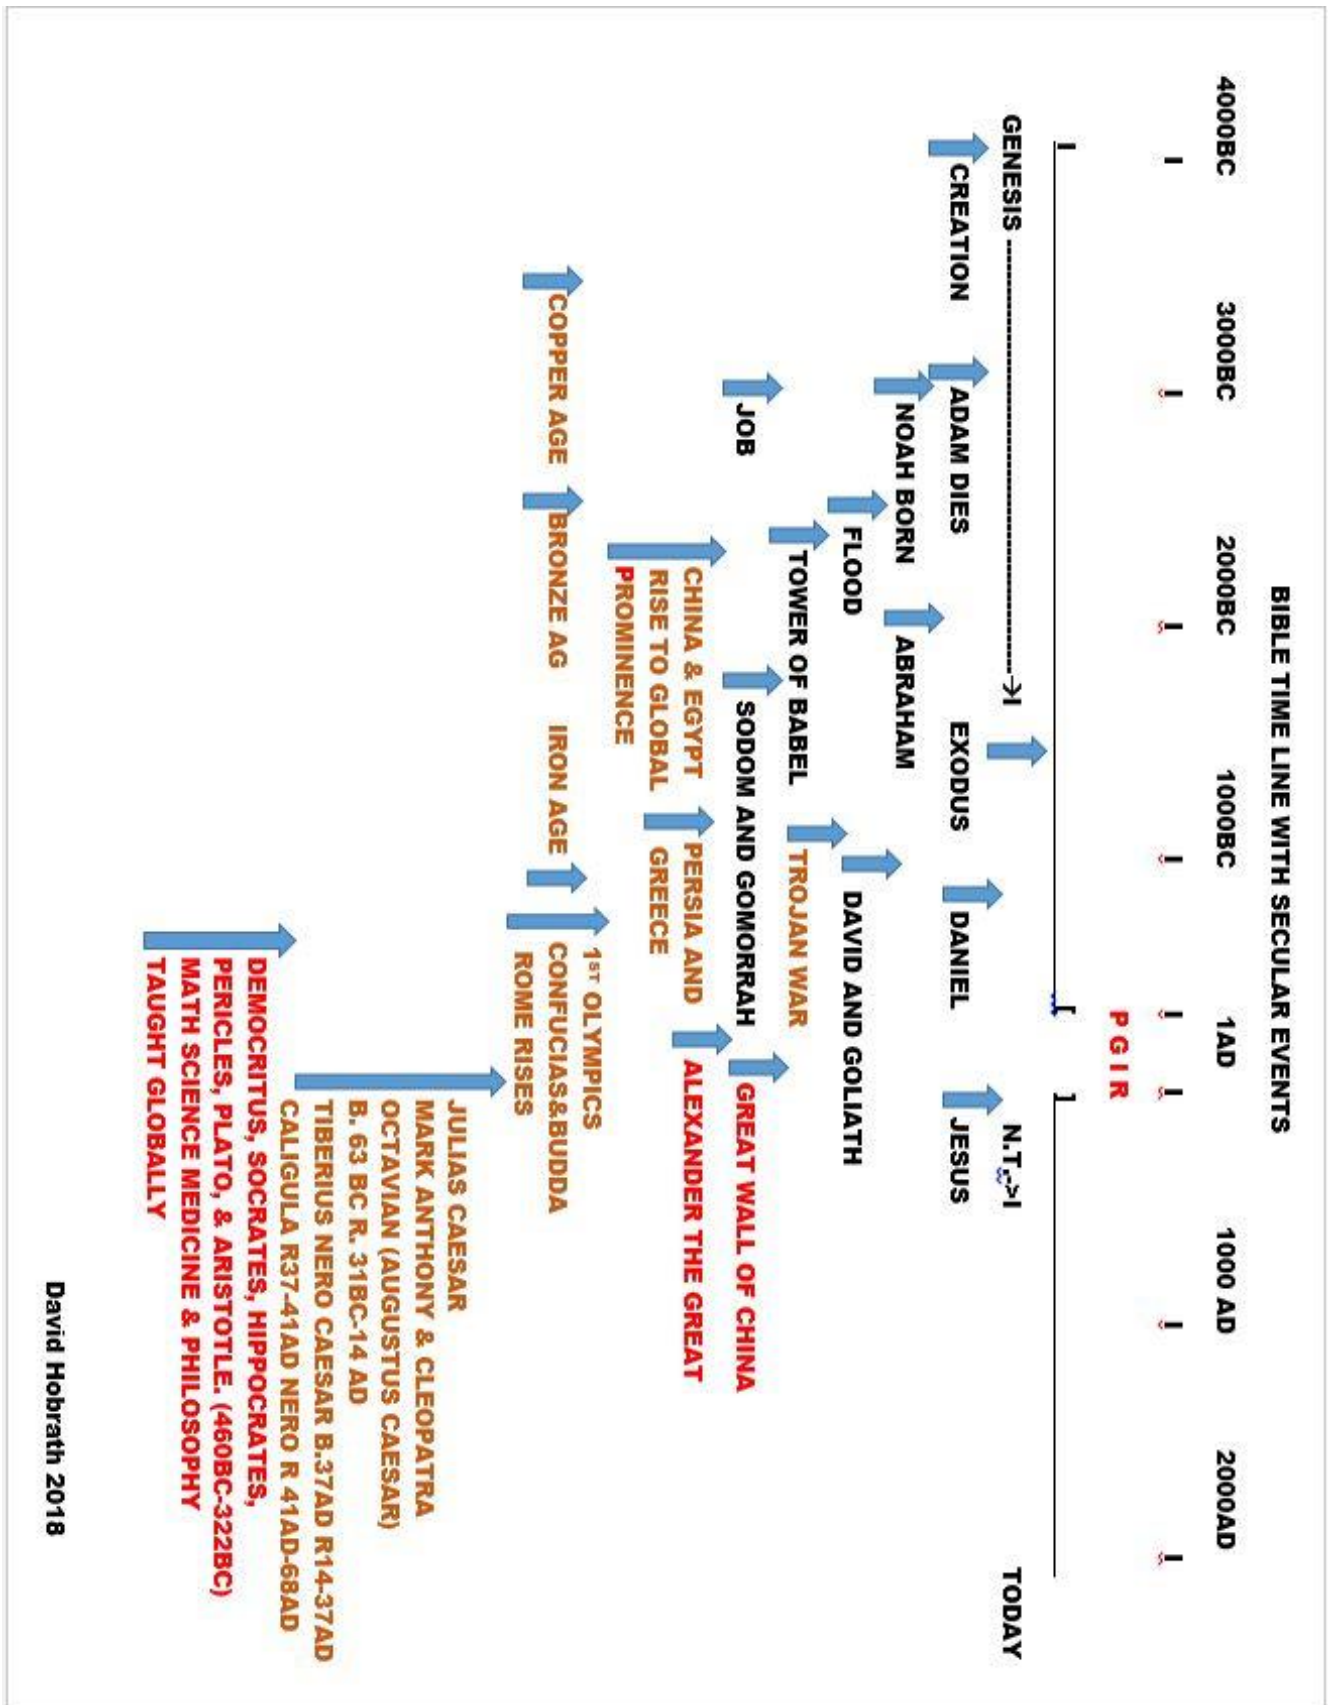 BIBLE TIME LINE WITH SECULAR EVENTS
4000BC 3000BC 2000BC 1000BC 1AD 1000 AD 2000AD
I I I I I I I I
P G I R
I [ ]
GENESIS ------------------------→I N.T.->I TODAY
CREATION ADAM DIES EXODUS DANIEL JESUS
NOAH BORN ABRAHAM
FLOOD DAVID AND GOLIATH
TOWER OF BABEL TROJAN WAR
JOB SODOM AND GOMORRAH GREAT WALL OF CHINA
CHINA & EGYPT PERSIA AND ALEXANDER THE GREAT
RISE TO GLOBAL GREECE
PROMINENCE
1ST OLYMPICS
COPPER AGE BRONZE AG IRON AGE CONFUCIAS&BUDDA
ROME RISES
JULIAS CAESAR
MARK ANTHONY & CLEOPATRA
OCTAVIAN (AUGUSTUS CAESAR)
B. 63 BC R. 31BC-14 AD
TIBERIUS NERO CAESAR B.37AD R14-37AD
CALIGULA R37-41AD NERO R 41AD-68AD
DEMOCRITUS, SOCRATES, HIPPOCRATES,
PERICLES, PLATO, & ARISTOTLE. (460BC-322BC)
MATH SCIENCE MEDICINE & PHILOSOPHY
TAUGHT GLOBALLY
David Hobrath 2018